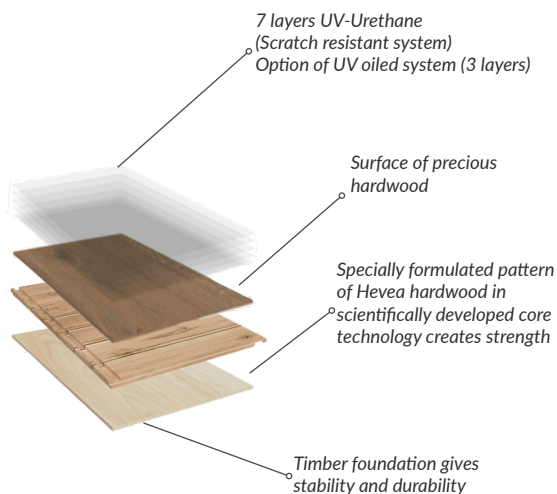 7 layers UV-Urethane
(Scratch resistant system)
Option of UV oiled system (3 layers)
Surface of precious
hardwood
Specially formulated pattern
of Hevea hardwood in
scientifically developed core
technology creates strength
Timber foundation gives
stability and durability